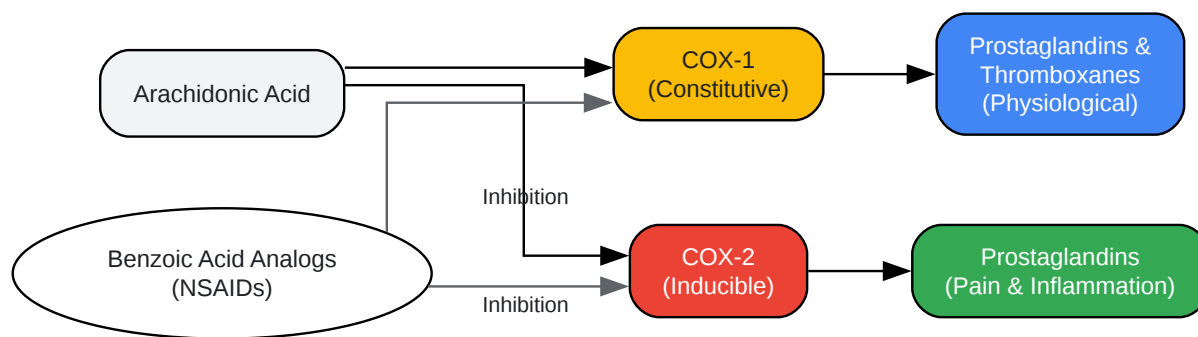 Arachidonic Acid
COX-1
(Constitutive)
Prostaglandins &
Thromboxanes
(Physiological)
Inhibition
Benzoic Acid Analogs
(NSAIDs)
Inhibition
COX-2
(Inducible)
Prostaglandins
(Pain & Inflammation)